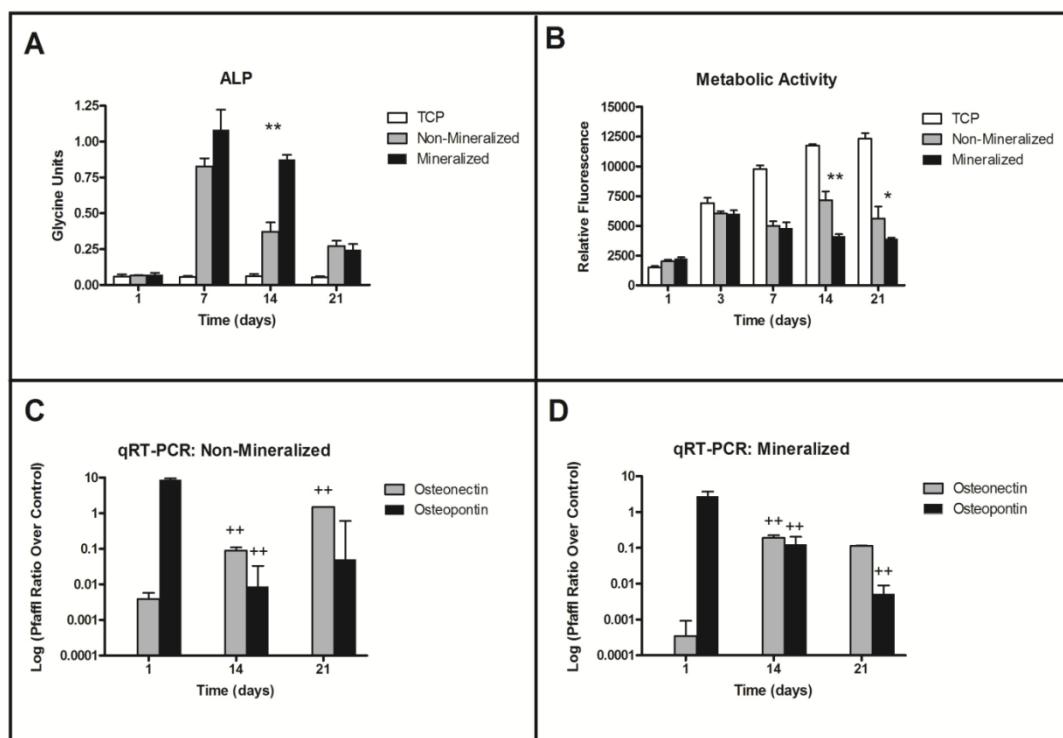 A
ALP
Glycine Units
1.25
1.00
0.75
0.50
0.25
0.00
**
1 7 14 21
Time (days)
TCP
Non-Mineralized
Mineralized
B
Metabolic Activity
Relative Fluorescence
15000
12500
10000
7500
5000
2500
0
**
*
1 3 7 14 21
Time (days)
TCP
Non-Mineralized
Mineralized
C
qRT-PCR: Non-Mineralized
Log (Pfaffl Ratio Over Control)
10
1
0.1
0.01
0.001
0.0001
++
++
++
1 14 21
Time (days)
Osteonectin
Osteopontin
D
qRT-PCR: Mineralized
Log (Pfaffl Ratio Over Control)
10
1
0.1
0.01
0.001
0.0001
++ ++
++
1 14 21
Time (days)
Osteonectin
Osteopontin